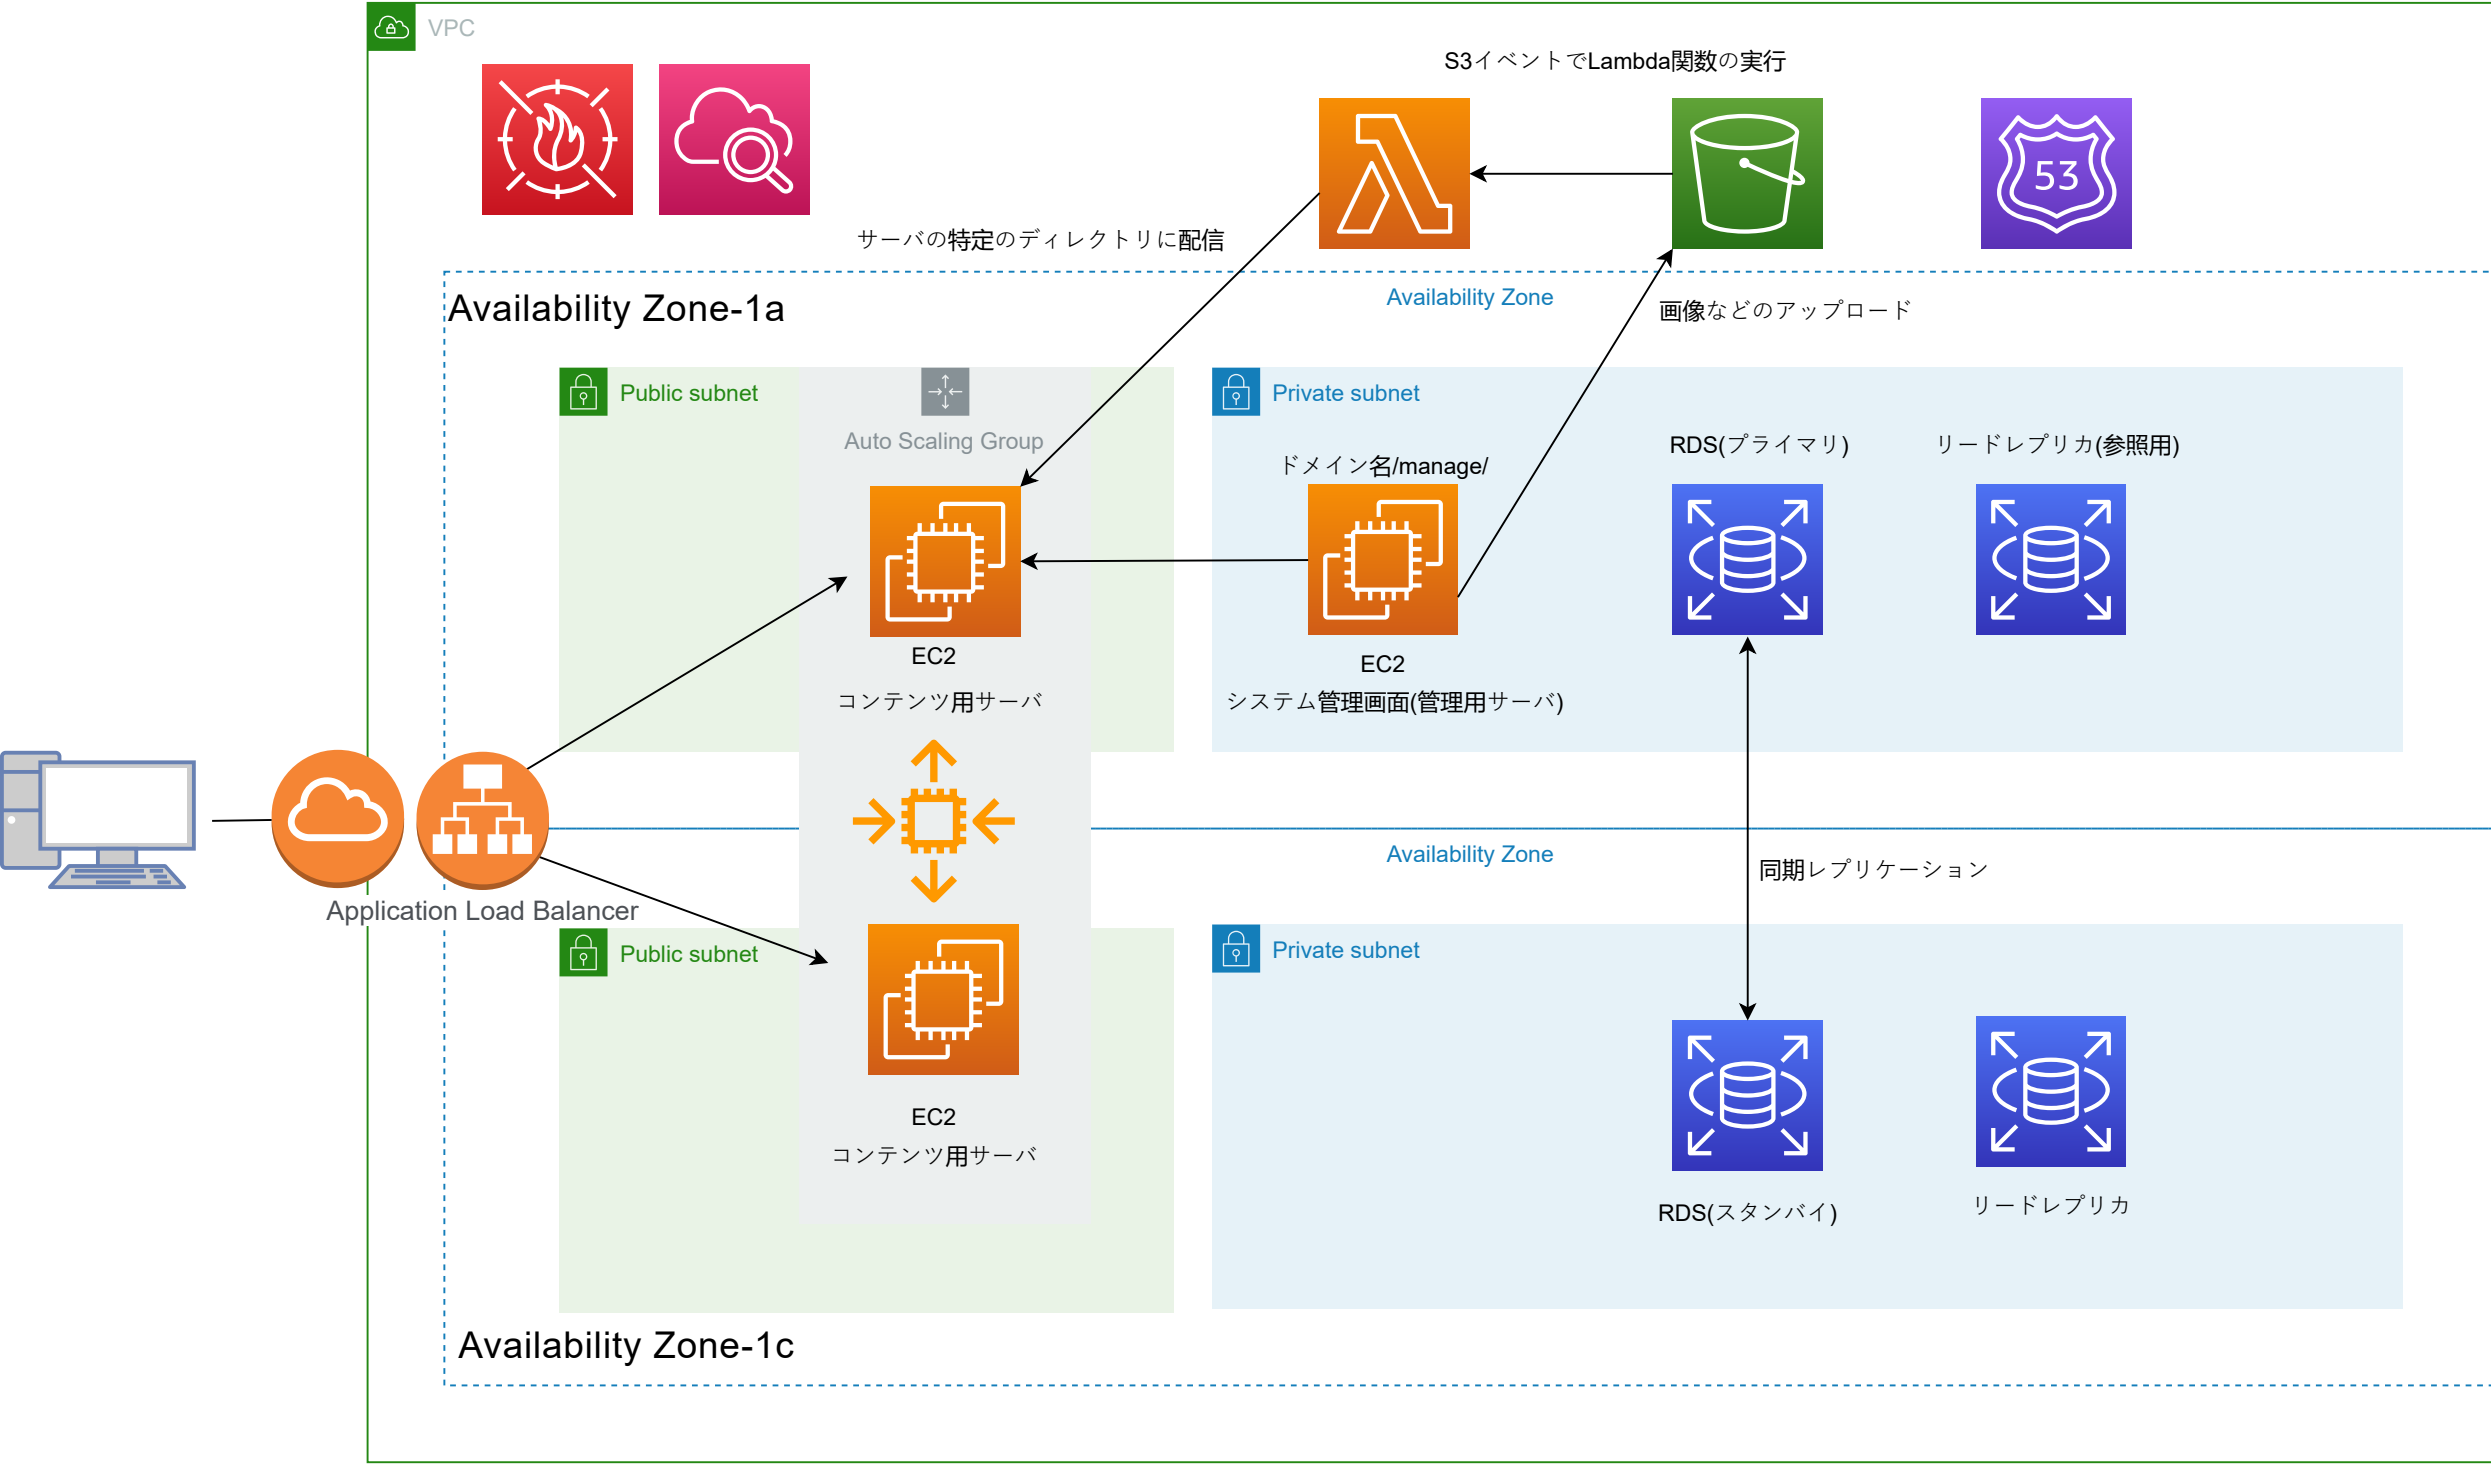 VPC
S3イベントでLambda関数の実行
53
サーバの特定のディレクトリに配信
Availability Zone-1a
Availability Zone
画像などのアップロード
Public subnet
Auto Scaling Group
Private subnet
RDS(プライマリ)
リードレプリカ(参照用)
ドメイン名/manage/
EC2
コンテンツ用サーバ
EC2
システム管理画面(管理用サーバ)
Availability Zone
同期レプリケーション
Application Load Balancer
Public subnet
Private subnet
EC2
コンテンツ用サーバ
RDS(スタンバイ)
リードレプリカ
Availability Zone-1c